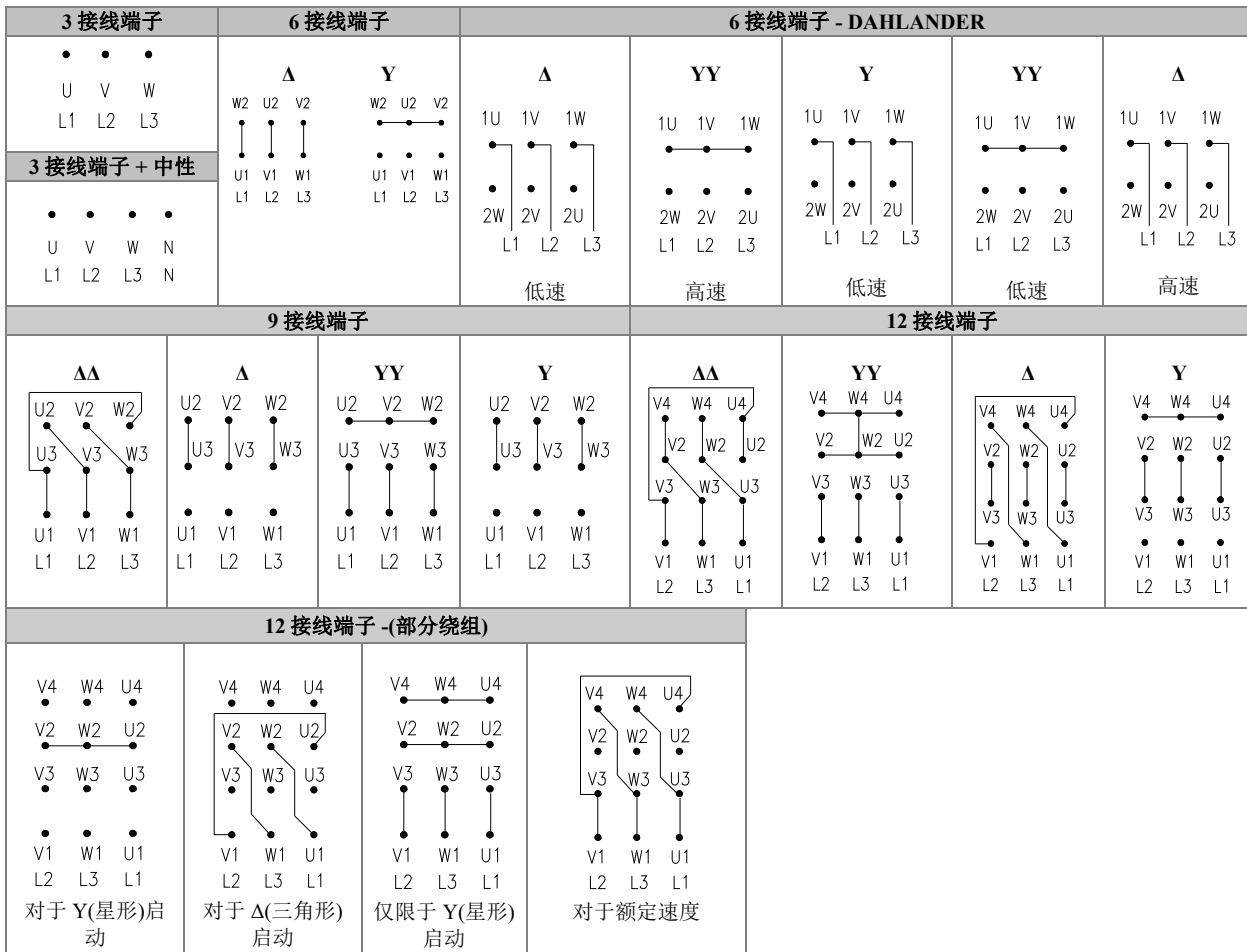 3 接线端子
6 接线端子
6 接线端子 - DAHLANDER
U V W
L1 L2 L3
3 接线端子 + 中性
U V W N
L1 L2 L3 N
Δ
W2 U2 V2
U1 V1 W1
L1 L2 L3
Y
W2 U2 V2
U1 V1 W1
L1 L2 L3
Δ
1U 1V 1W
2W 2V 2U
L1 L2 L3
低速
YY
1U 1V 1W
2W 2V 2U
L1 L2 L3
高速
Y
1U 1V 1W
2W 2V 2U
L1 L2 L3
低速
YY
1U 1V 1W
2W 2V 2U
L1 L2 L3
低速
Δ
1U 1V 1W
2W 2V 2U
L1 L2 L3
高速
9 接线端子
12 接线端子
ΔΔ
U2 V2 W2
U3 V3 W3
U1 V1 W1
L1 L2 L3
Δ
U2 V2 W2
U3 V3 W3
U1 V1 W1
L1 L2 L3
YY
U2 V2 W2
U3 V3 W3
U1 V1 W1
L1 L2 L3
Y
U2 V2 W2
U3 V3 W3
U1 V1 W1
L1 L2 L3
ΔΔ
V4 W4 U4
V2 W2 U2
V3 W3 U3
V1 W1 U1
L2 L3 L1
YY
V4 W4 U4
V2 W2 U2
V3 W3 U3
V1 W1 U1
L2 L3 L1
Δ
V4 W4 U4
V2 W2 U2
V3 W3 U3
V1 W1 U1
L2 L3 L1
Y
V4 W4 U4
V2 W2 U2
V3 W3 U3
V1 W1 U1
L2 L3 L1
12 接线端子 -(部分绕组)
V4 W4 U4
V2 W2 U2
V3 W3 U3
V1 W1 U1
L2 L3 L1
对于 Y(星形)启
动
V4 W4 U4
V2 W2 U2
V3 W3 U3
V1 W1 U1
L2 L3 L1
对于 Δ(三角形)
启动
V4 W4 U4
V2 W2 U2
V3 W3 U3
V1 W1 U1
L2 L3 L1
仅限于 Y(星形)
启动
V4 W4 U4
V2 W2 U2
V3 W3 U3
V1 W1 U1
L2 L3 L1
对于额定速度